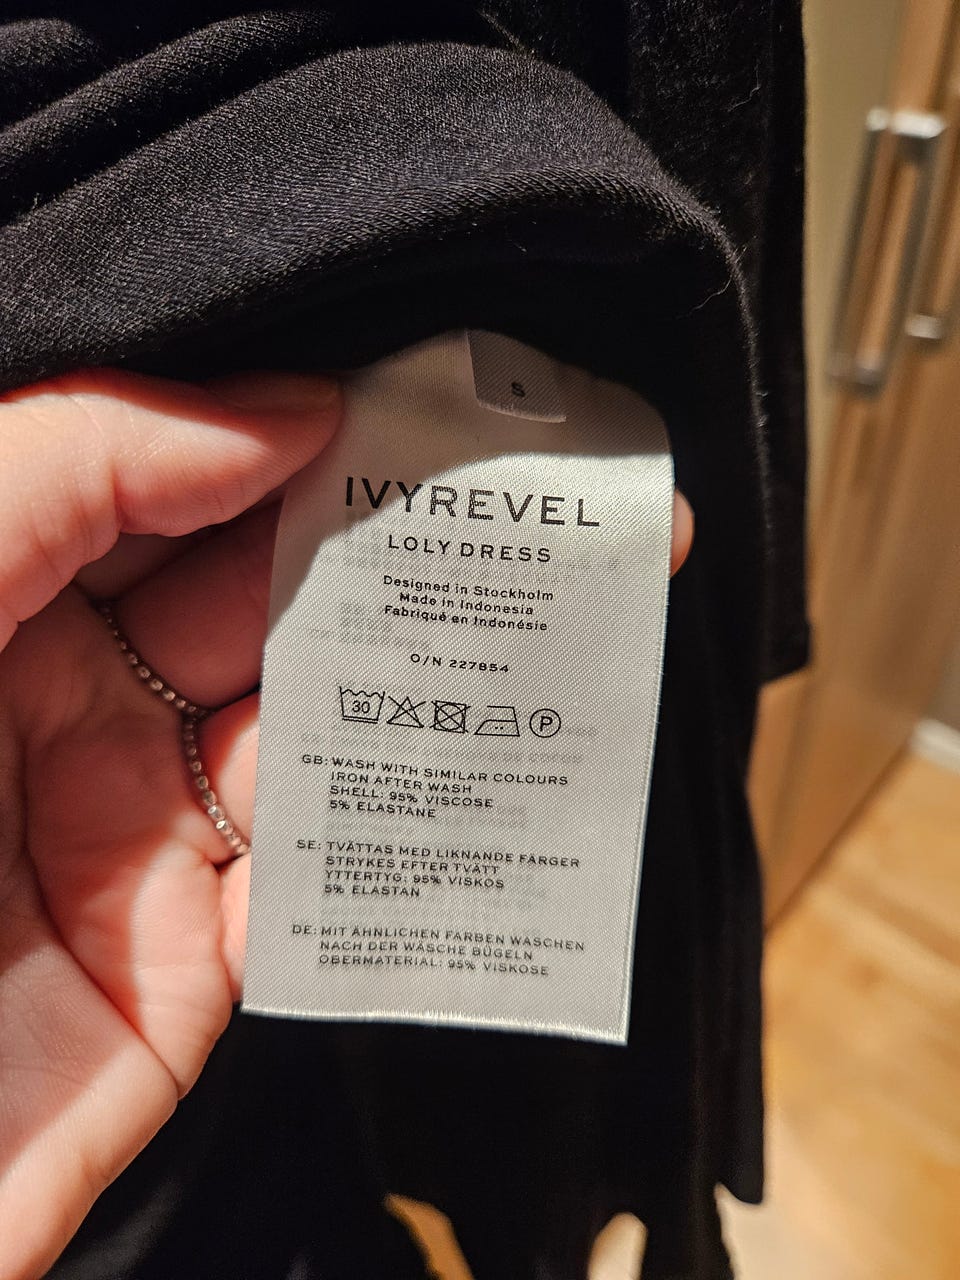 S
IVYREVEL
LOLY DRESS
Designed in Stockholm
Made in Indonesia
Fabriqué en Indonésie
O/N 227854
30 P
GB: WASH WITH SIMILAR COLOURS
IRON AFTER WASH
SHELL: 95% VISCOSE
5% ELASTANE
SE: TVÄTTAS MED LIKNANDE FÄRGER
STRYKES EFTER TVÄTT
YTTERTYG: 95% VISKOS
5% ELASTAN
DE: MIT ÄHNLICHEN FARBEN WASCHEN
NACH DER WÄSCHE BÜGELN
OBERMATERIAL: 95% VISKOSE